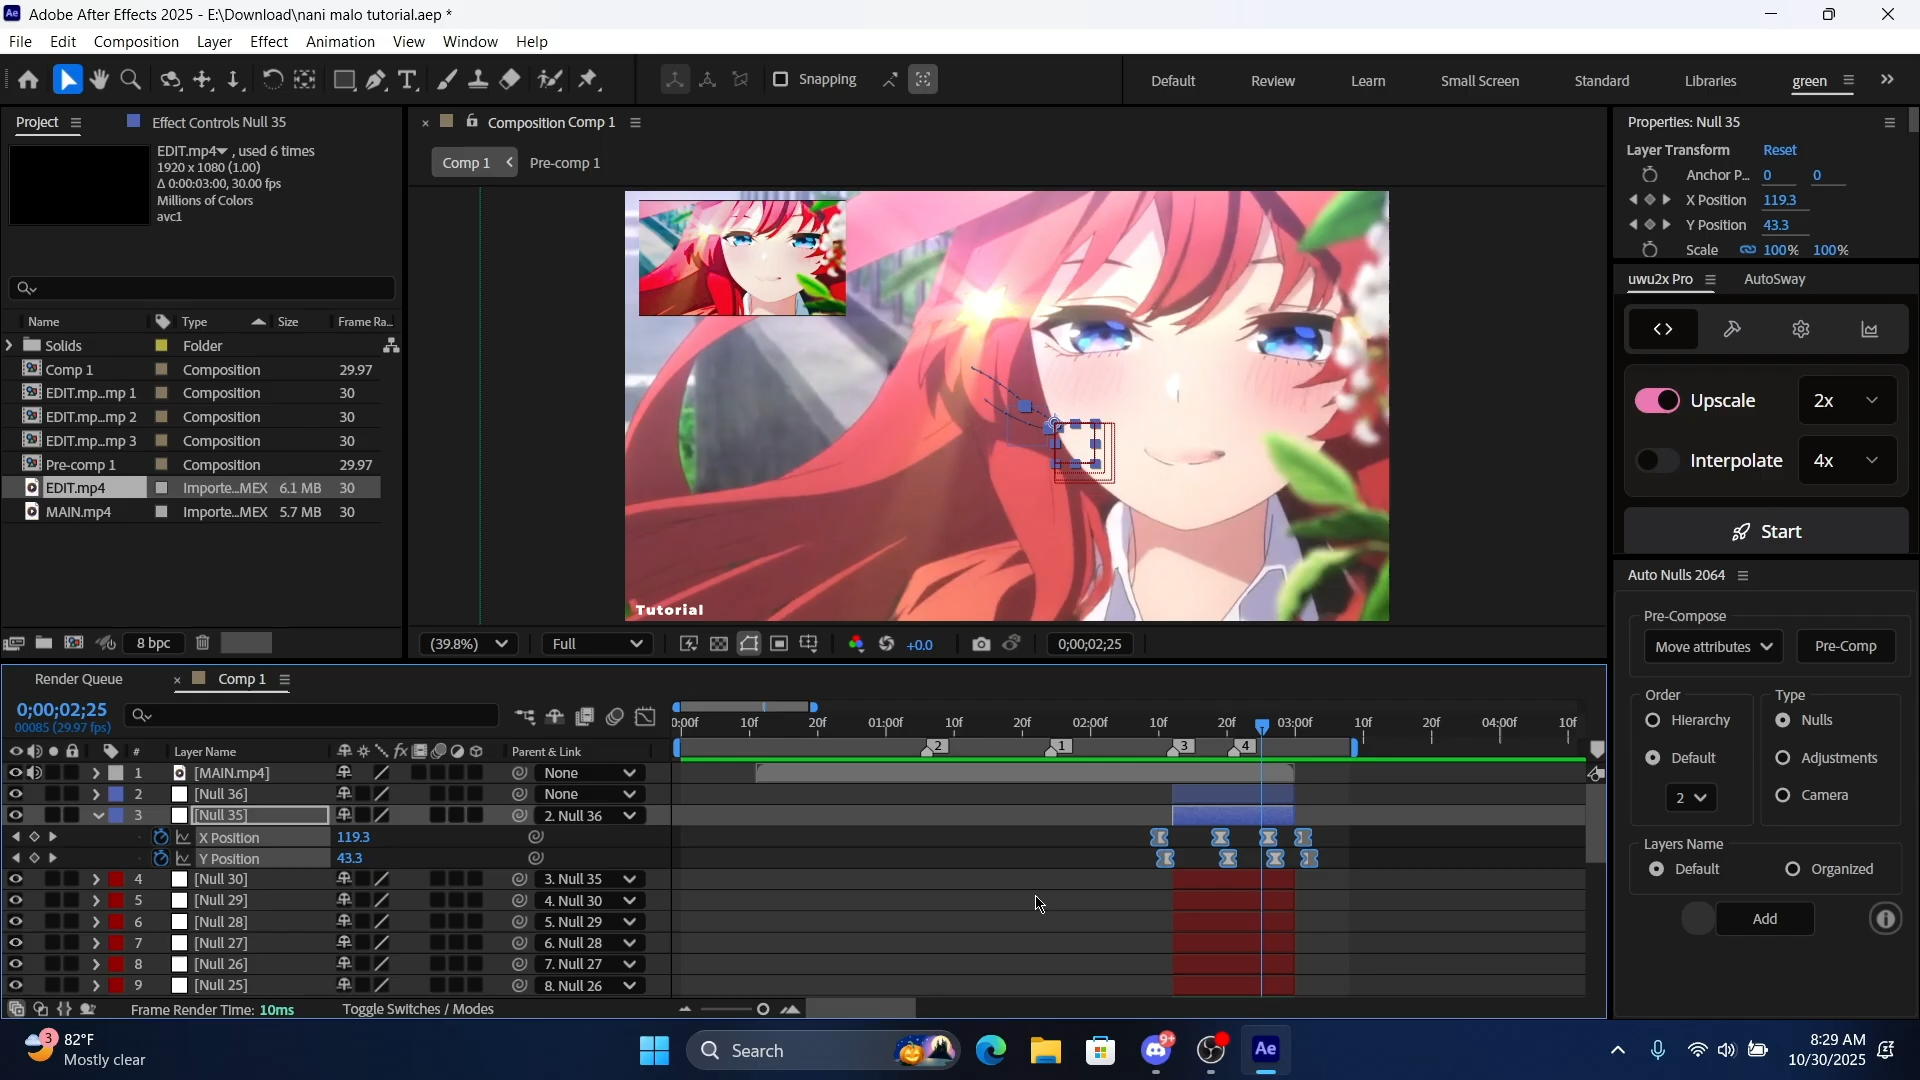 Ae Adobe After Effects 2025 - E:\Download\nani malo tutorial.aep *
File Edit Composition Layer Effect Animation View Window Help
Snapping
Default Review Learn Small Screen Standard Libraries green
Project
Effect Controls Null 35
EDIT.mp4 , used 6 times
1920 x 1080 (1.00)
Δ 0:00:03:00, 30.00 fps
Millions of Colors
avc1
Name Type Size Frame Ra...
Solids Folder
Comp 1 Composition 29.97
EDIT.mp...mp 1 Composition 30
EDIT.mp...mp 2 Composition 30
EDIT.mp...mp 3 Composition 30
Pre-comp 1 Composition 29.97
EDIT.mp4 Importe...MEX 6.1 MB 30
MAIN.mp4 Importe...MEX 5.7 MB 30
8 bpc
Composition Comp 1
Comp 1 Pre-comp 1
Tutorial
(39.8%) Full +0.0 0;00;02;25
Properties: Null 35
Layer Transform Reset
Anchor P... 0 0
X Position 119.3
Y Position 43.3
Scale 100% 100%
uwu2x Pro AutoSway
Upscale 2x
Interpolate 4x
Start
Auto Nulls 2064
Pre-Compose
Move attributes Pre-Comp
Order Type
Hierarchy Nulls
Default Adjustments
2 Camera
Layers Name
Default Organized
Add
Render Queue Comp 1
0;00;02;25
00085 (29.97 fps)
0:00f 10f 20f 01:00f 10f 20f 02:00f 10f 20f 03:00f 10f 20f 04:00f 10f
2 1 3 4
# Layer Name fx Parent & Link
1 [MAIN.mp4] None
2 [Null 36] None
3 [Null 35] 2. Null 36
X Position 119.3
Y Position 43.3
4 [Null 30] 3. Null 35
5 [Null 29] 4. Null 30
6 [Null 28] 5. Null 29
7 [Null 27] 6. Null 28
8 [Null 26] 7. Null 27
9 [Null 25] 8. Null 26
Frame Render Time: 10ms Toggle Switches / Modes
3
82°F
Mostly clear
Search
9+
Ae
8:29 AM
10/30/2025